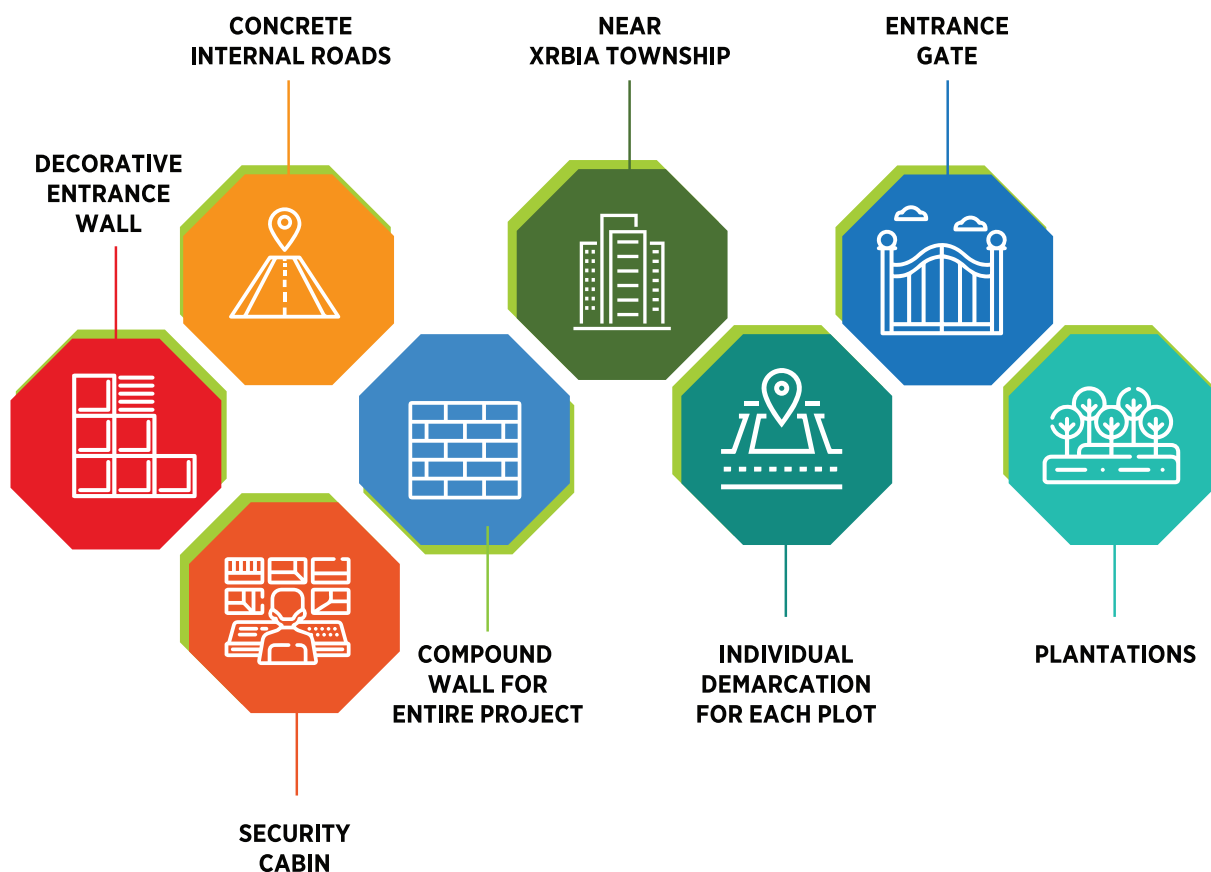 CONCRETE
INTERNAL ROADS
NEAR
XRBIA TOWNSHIP
ENTRANCE
GATE
DECORATIVE
ENTRANCE
WALL
COMPOUND
WALL FOR
ENTIRE PROJECT
INDIVIDUAL
DEMARCATION
FOR EACH PLOT
PLANTATIONS
SECURITY
CABIN